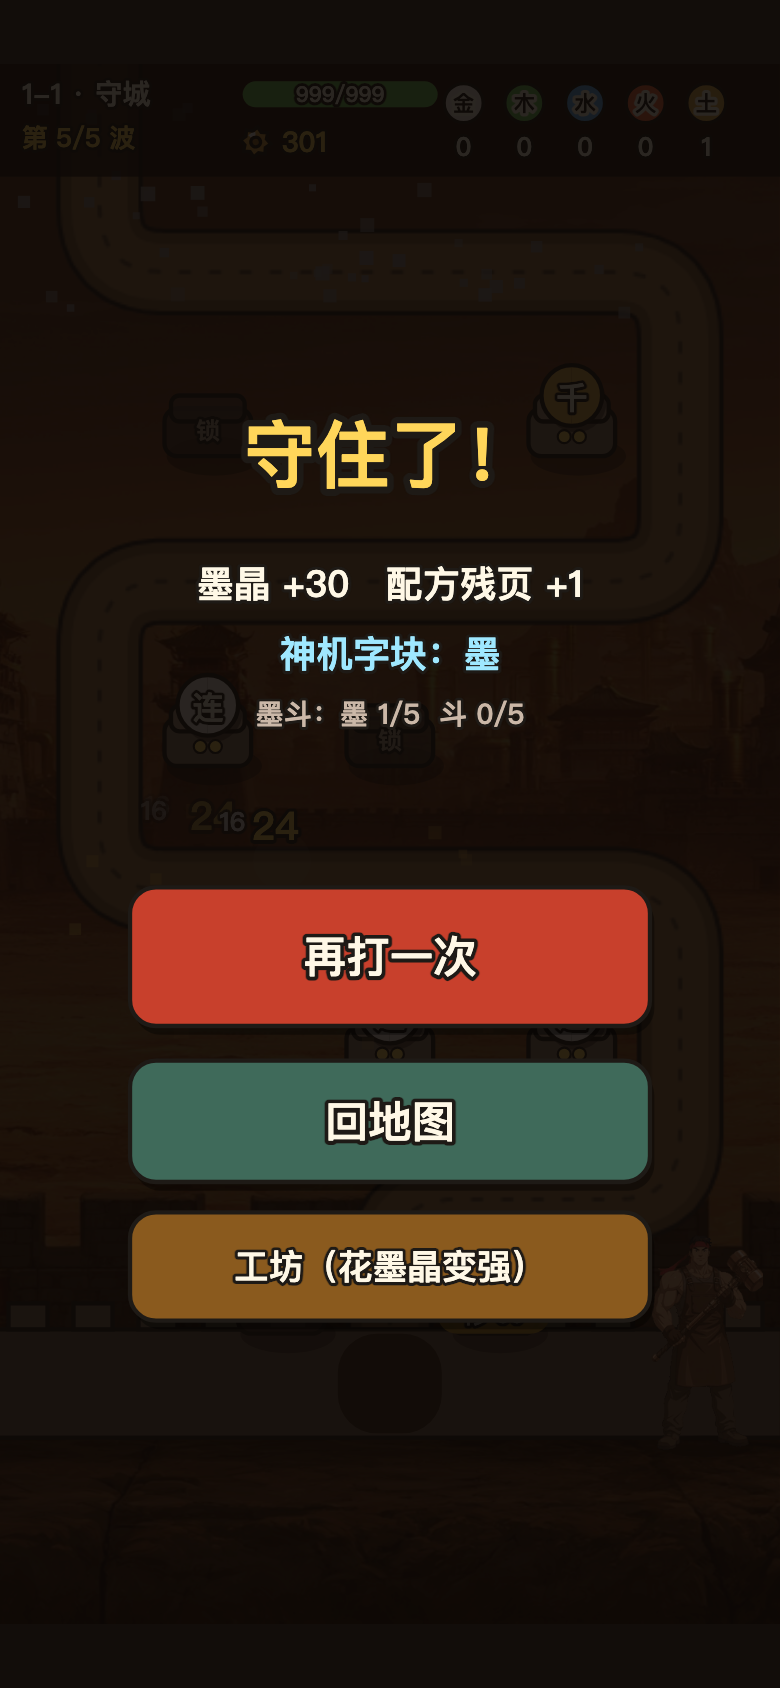 1-1 · 守城
999/999
金 木 水 火 土
第 5/5 波
301
0 0 0 0 1
千
锁
守住了!
墨晶 +30 配方残页 +1
神机字块：墨
连
墨斗：墨 1/5 斗 0/5
锁
16 24 16 24
再打一次
回地图
工坊（花墨晶变强）